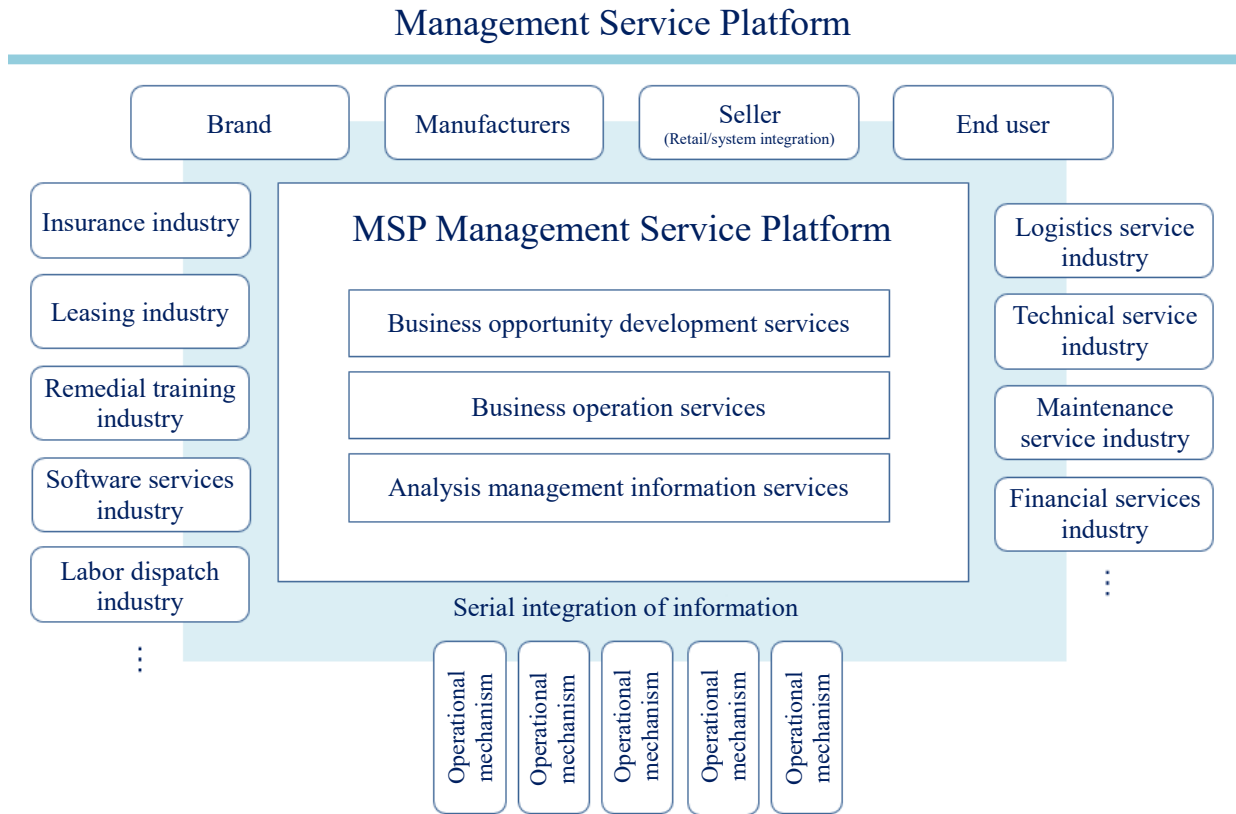 Management Service Platform
Brand
Manufacturers
Seller
(Retail/system integration)
End user
Insurance industry
Leasing industry
Remedial training
industry
Software services
industry
Labor dispatch
industry
⋮
MSP Management Service Platform
Business opportunity development services
Business operation services
Analysis management information services
Logistics service
industry
Technical service
industry
Maintenance
service industry
Financial services
industry
⋮
Serial integration of information
Operational
mechanism
Operational
mechanism
Operational
mechanism
Operational
mechanism
Operational
mechanism